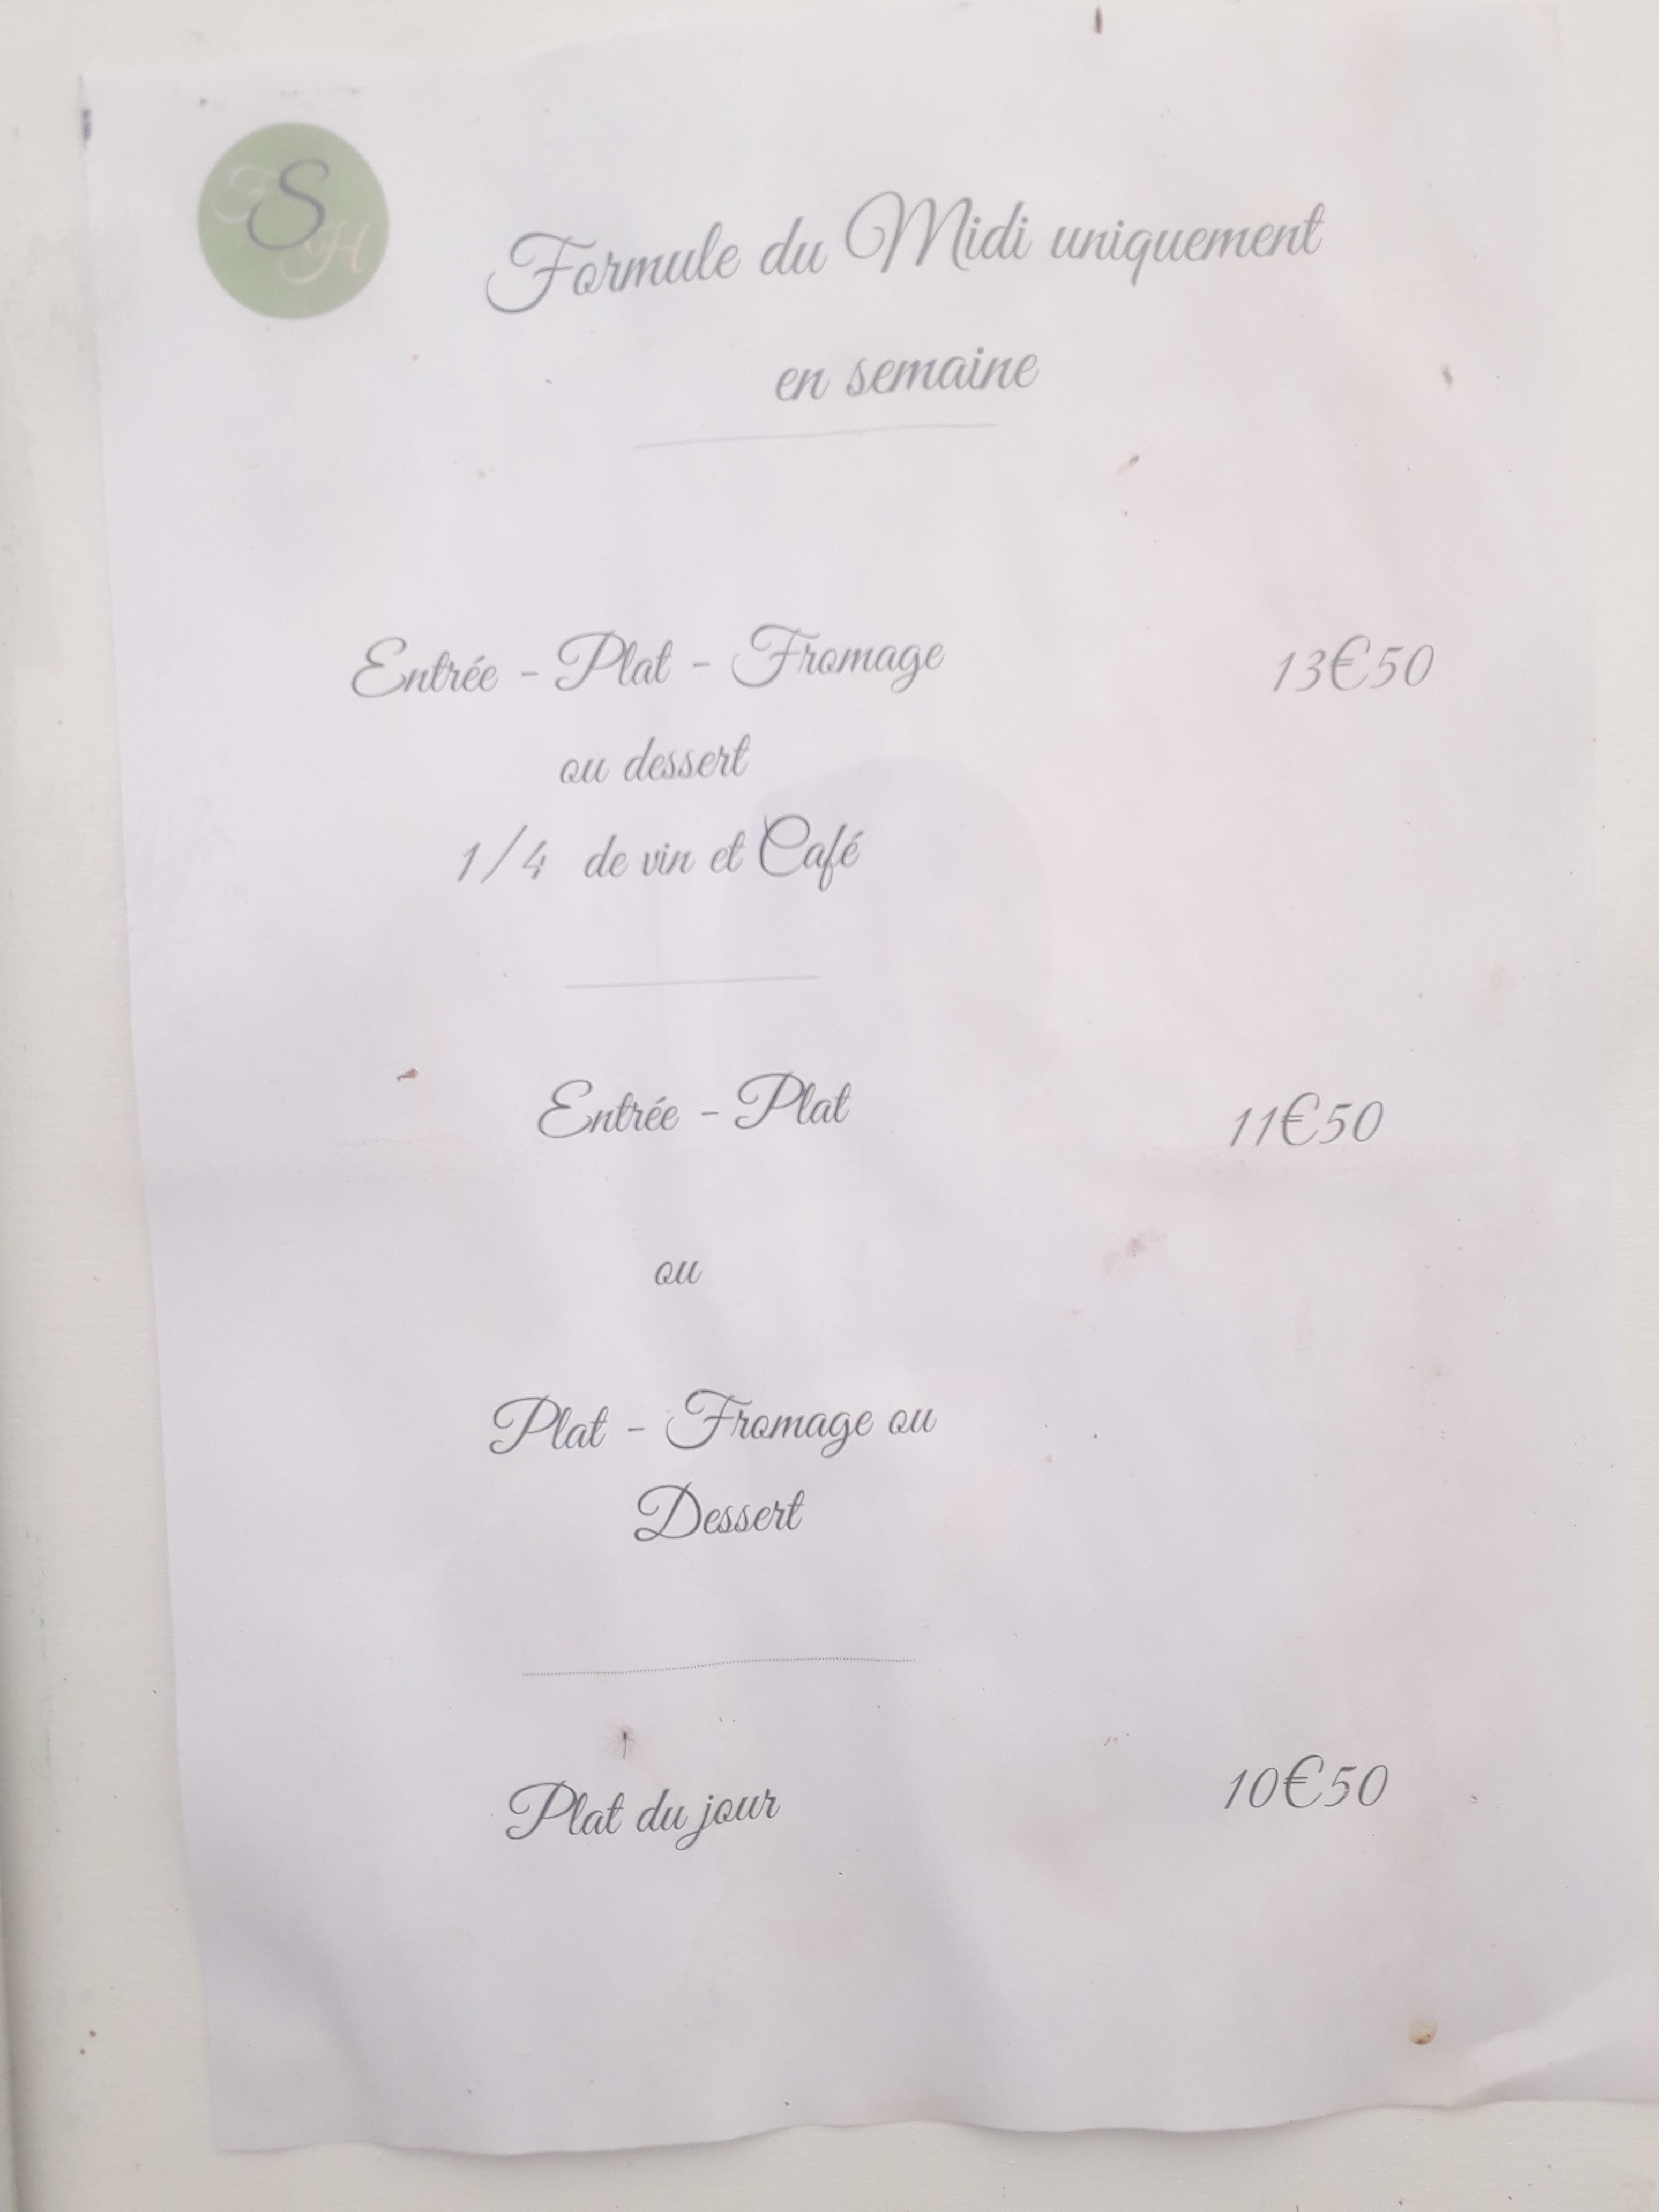 FSH
Formule du Midi uniquement
en semaine
Entrée - Plat - Fromage 13€50
ou dessert
1/4 de vin et Café
Entrée - Plat 11€50
ou
Plat - Fromage ou
Dessert
Plat du jour 10€50